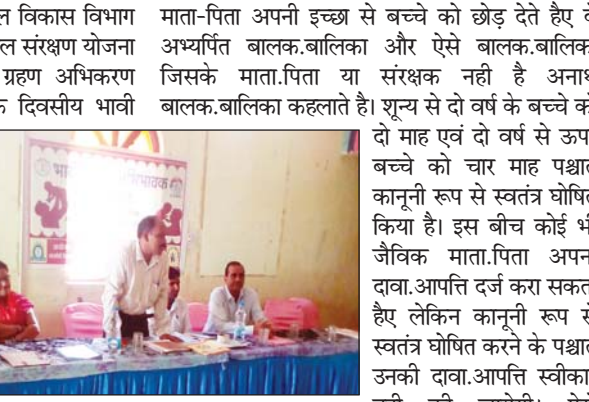 ल विकास विभाग
ल संरक्षण योजना
ग्रहण अभिकरण
दिवसीय भावी
माता-पिता अपनी इच्छा से बच्चे को छोड़ देते हैए
अभ्यर्पित बालक.बालिका और ऐसे बालक.बालिक
जिसके माता.पिता या संरक्षक नही है अनाथ
बालक.बालिका कहलाते है। शून्य से दो वर्ष के बच्चे को
दो माह एवं दो वर्ष से ऊप
बच्चे को चार माह पश्चात
कानूनी रूप से स्वतंत्र घोषित
किया है। इस बीच कोई भ
जैविक माता.पिता अपन
दावा.आपत्ति दर्ज करा सकत
हैए लेकिन कानूनी रूप से
स्वतंत्र घोषित करने के पश्चात
उनकी दावा.आपत्ति स्वीका